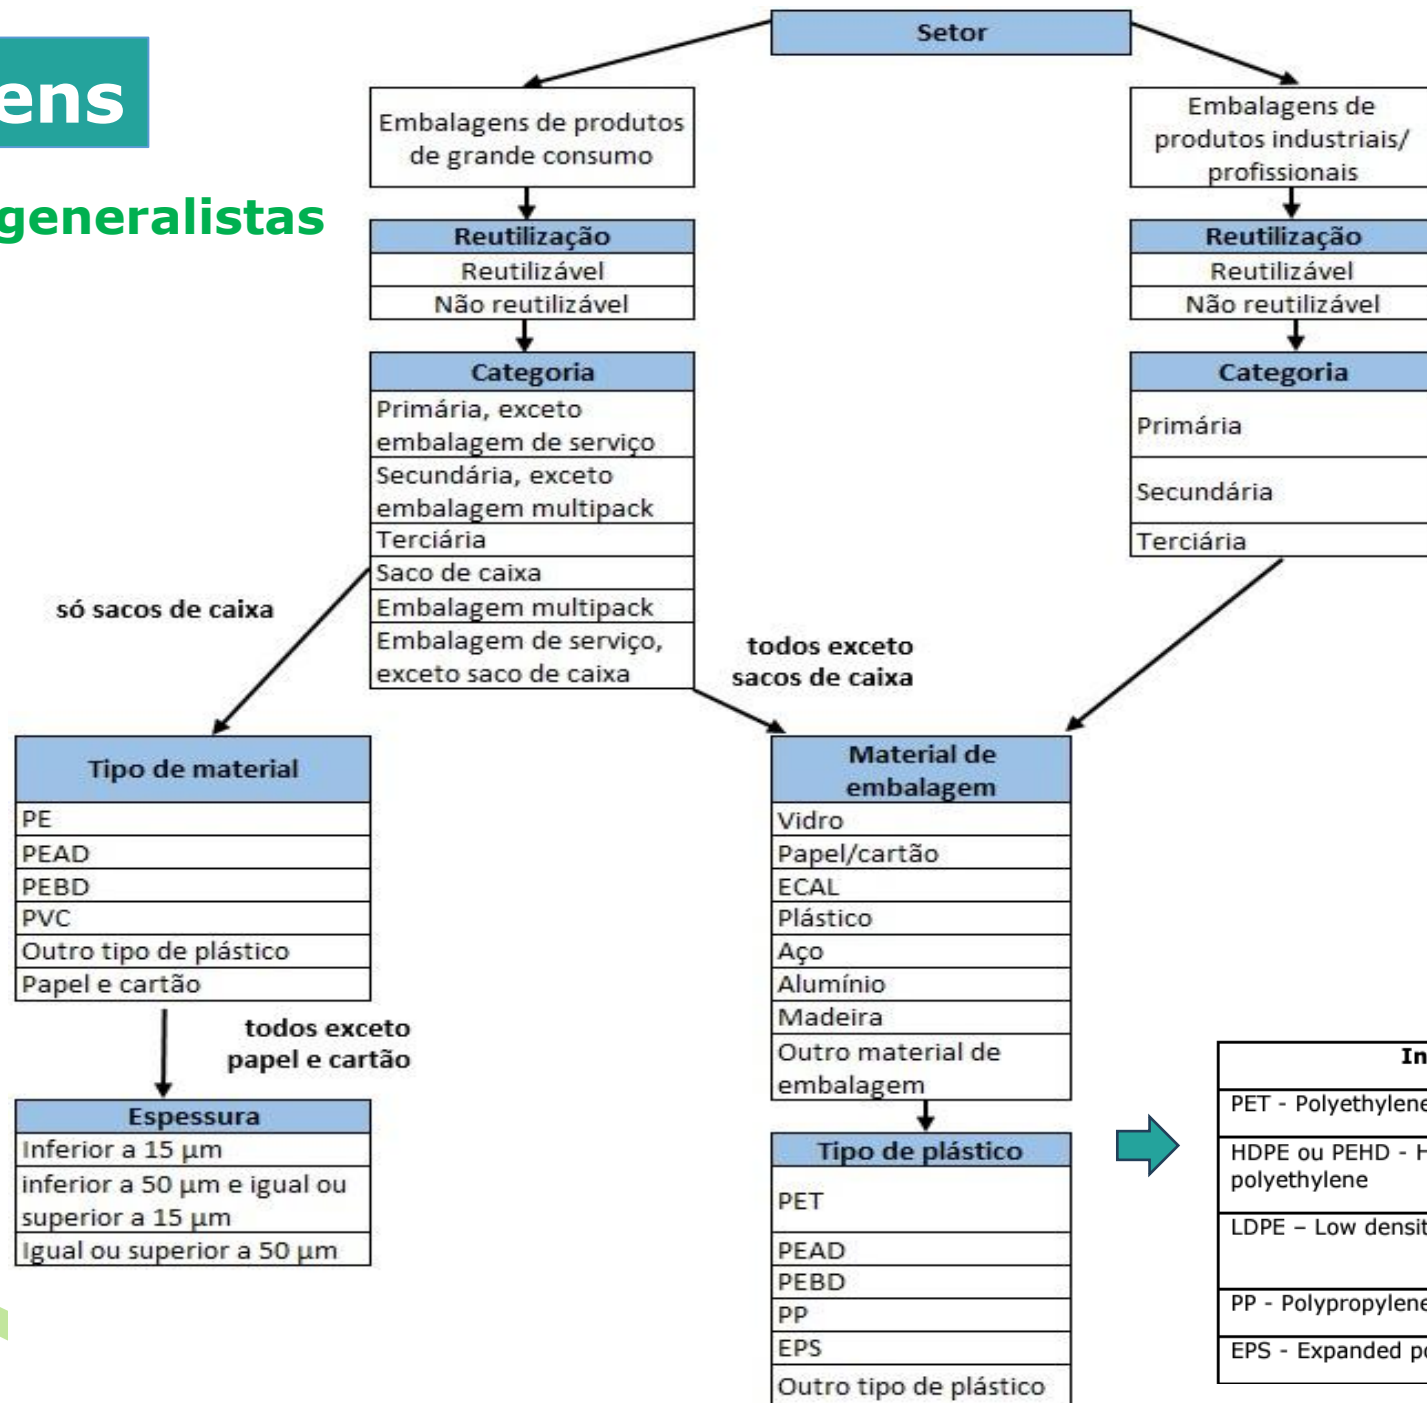 ens
generalistas
Setor
Embalagens de produtos
de grande consumo
Reutilização
Reutilizável
Não reutilizável
Categoria
Primária, exceto
embalagem de serviço
Secundária, exceto
embalagem multipack
Terciária
Saco de caixa
Embalagem multipack
Embalagem de serviço,
exceto saco de caixa
Embalagens de
produtos industriais/
profissionais
Reutilização
Reutilizável
Não reutilizável
Categoria
Primária
Secundária
Terciária
só sacos de caixa
todos exceto
sacos de caixa
Tipo de material
PE
PEAD
PEBD
PVC
Outro tipo de plástico
Papel e cartão
todos exceto
papel e cartão
Espessura
Inferior a 15 μm
inferior a 50 μm e igual ou
superior a 15 μm
Igual ou superior a 50 μm
Material de
embalagem
Vidro
Papel/cartão
ECAL
Plástico
Aço
Alumínio
Madeira
Outro material de
embalagem
Tipo de plástico
PET
PEAD
PEBD
PP
EPS
Outro tipo de plástico
In
PET - Polyethylene
HDPE ou PEHD - H
polyethylene
LDPE – Low densit
PP - Polypropylene
EPS - Expanded po